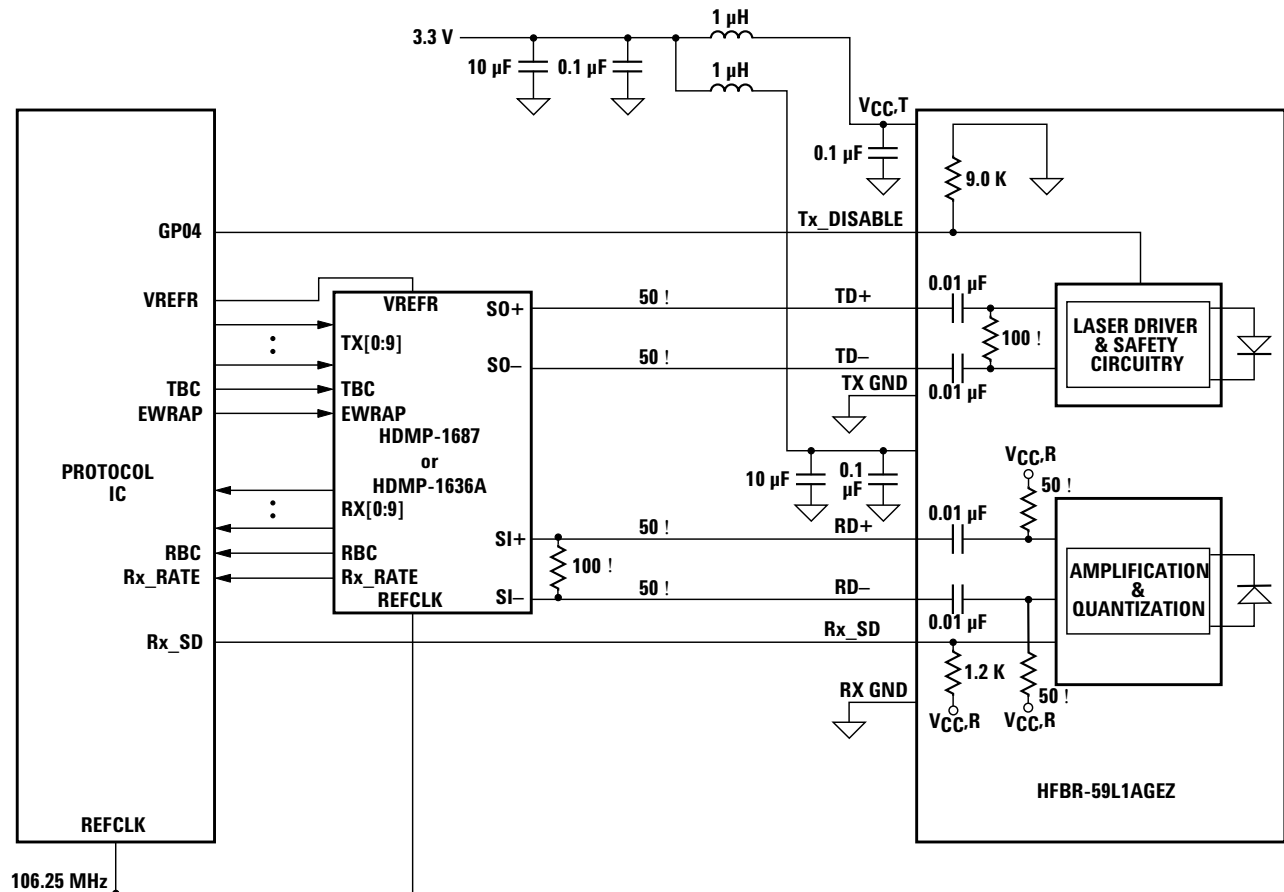 1 µH
3.3 V
10 µF
0.1 µF
1 µH
VCC,T
0.1 µF
9.0 K
GP04
Tx_DISABLE
VREFR
VREFR
SO+
50 !
TD+
0.01 µF
TX[0:9]
100 !
LASER DRIVER
& SAFETY
CIRCUITRY
SO–
50 !
TD–
0.01 µF
TBC
TBC
TX GND
EWRAP
EWRAP
HDMP-1687
or
HDMP-1636A
PROTOCOL
IC
10 µF
0.1
µF
VCC,R
50 !
RX[0:9]
SI+
50 !
RD+
0.01 µF
RBC
RBC
100 !
Rx_RATE
Rx_RATE
REFCLK
SI–
50 !
RD–
0.01 µF
AMPLIFICATION
&
QUANTIZATION
Rx_SD
Rx_SD
1.2 K
50 !
RX GND
VCC,R
VCC,R
HFBR-59L1AGEZ
REFCLK
106.25 MHz